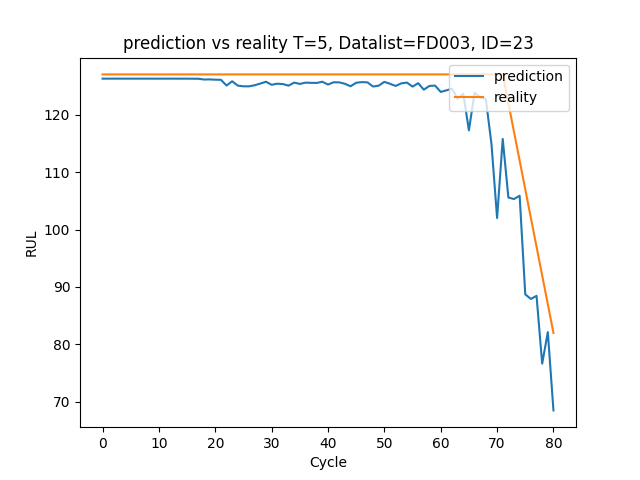 prediction vs reality T=5, Datalist=FD003, ID=23
prediction
reality
RUL
120
110
100
90
80
70
0 10 20 30 40 50 60 70 80
Cycle